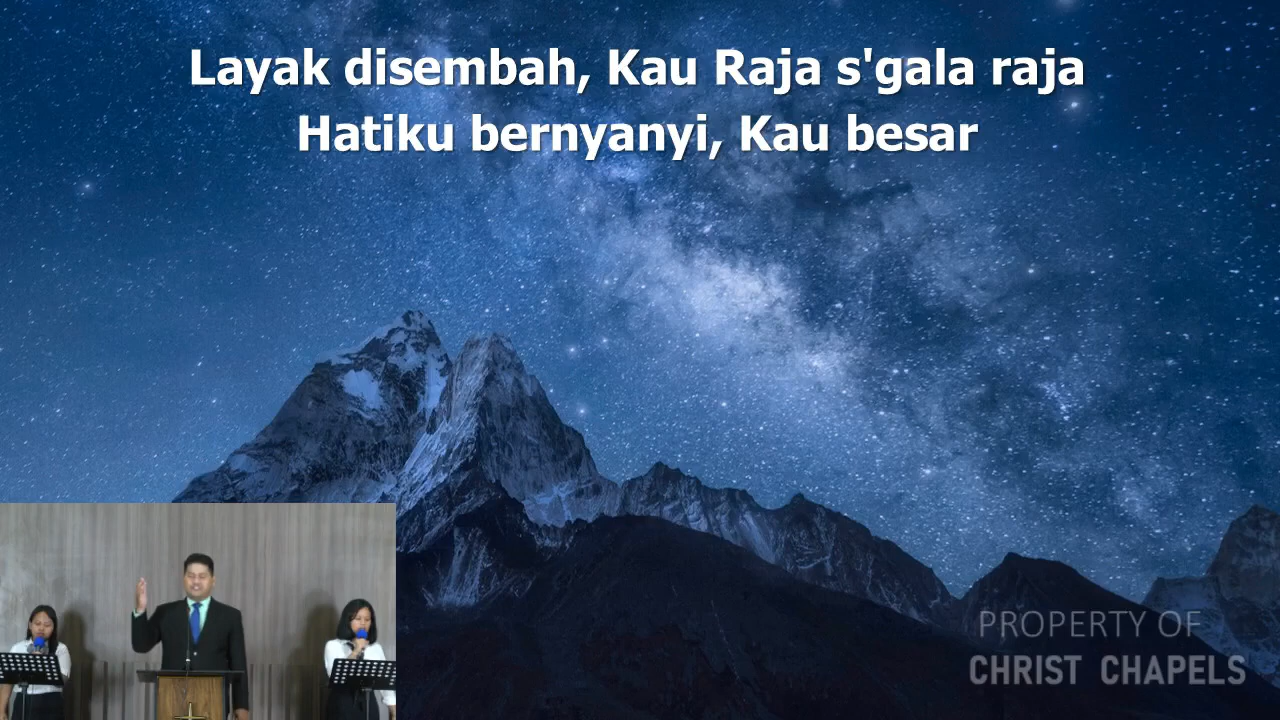 Layak disembah, Kau Raja s'gala raja
Hatiku bernyanyi, Kau besar
PROPERTY OF
CHRIST CHAPELS